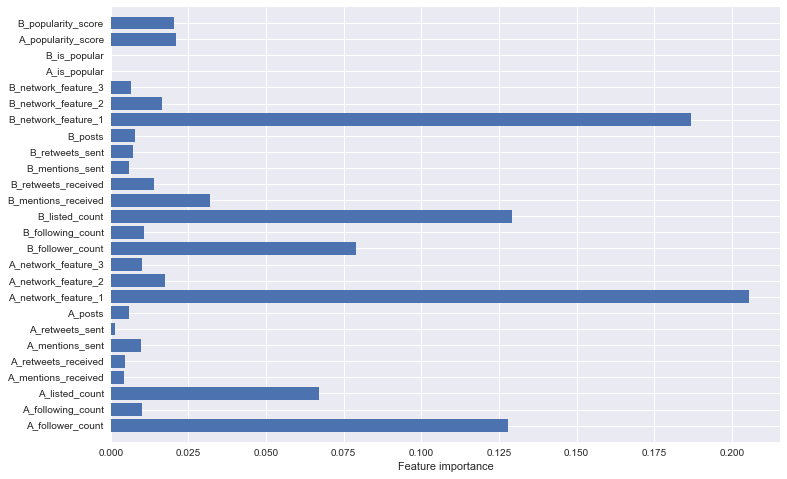 B_popularity_score
A_popularity_score
B_is_popular
A_is_popular
B_network_feature_3
B_network_feature_2
B_network_feature_1
B_posts
B_retweets_sent
B_mentions_sent
B_retweets_received
B_mentions_received
B_listed_count
B_following_count
B_follower_count
A_network_feature_3
A_network_feature_2
A_network_feature_1
A_posts
A_retweets_sent
A_mentions_sent
A_retweets_received
A_mentions_received
A_listed_count
A_following_count
A_follower_count
0.000 0.025 0.050 0.075 0.100 0.125 0.150 0.175 0.200
Feature importance